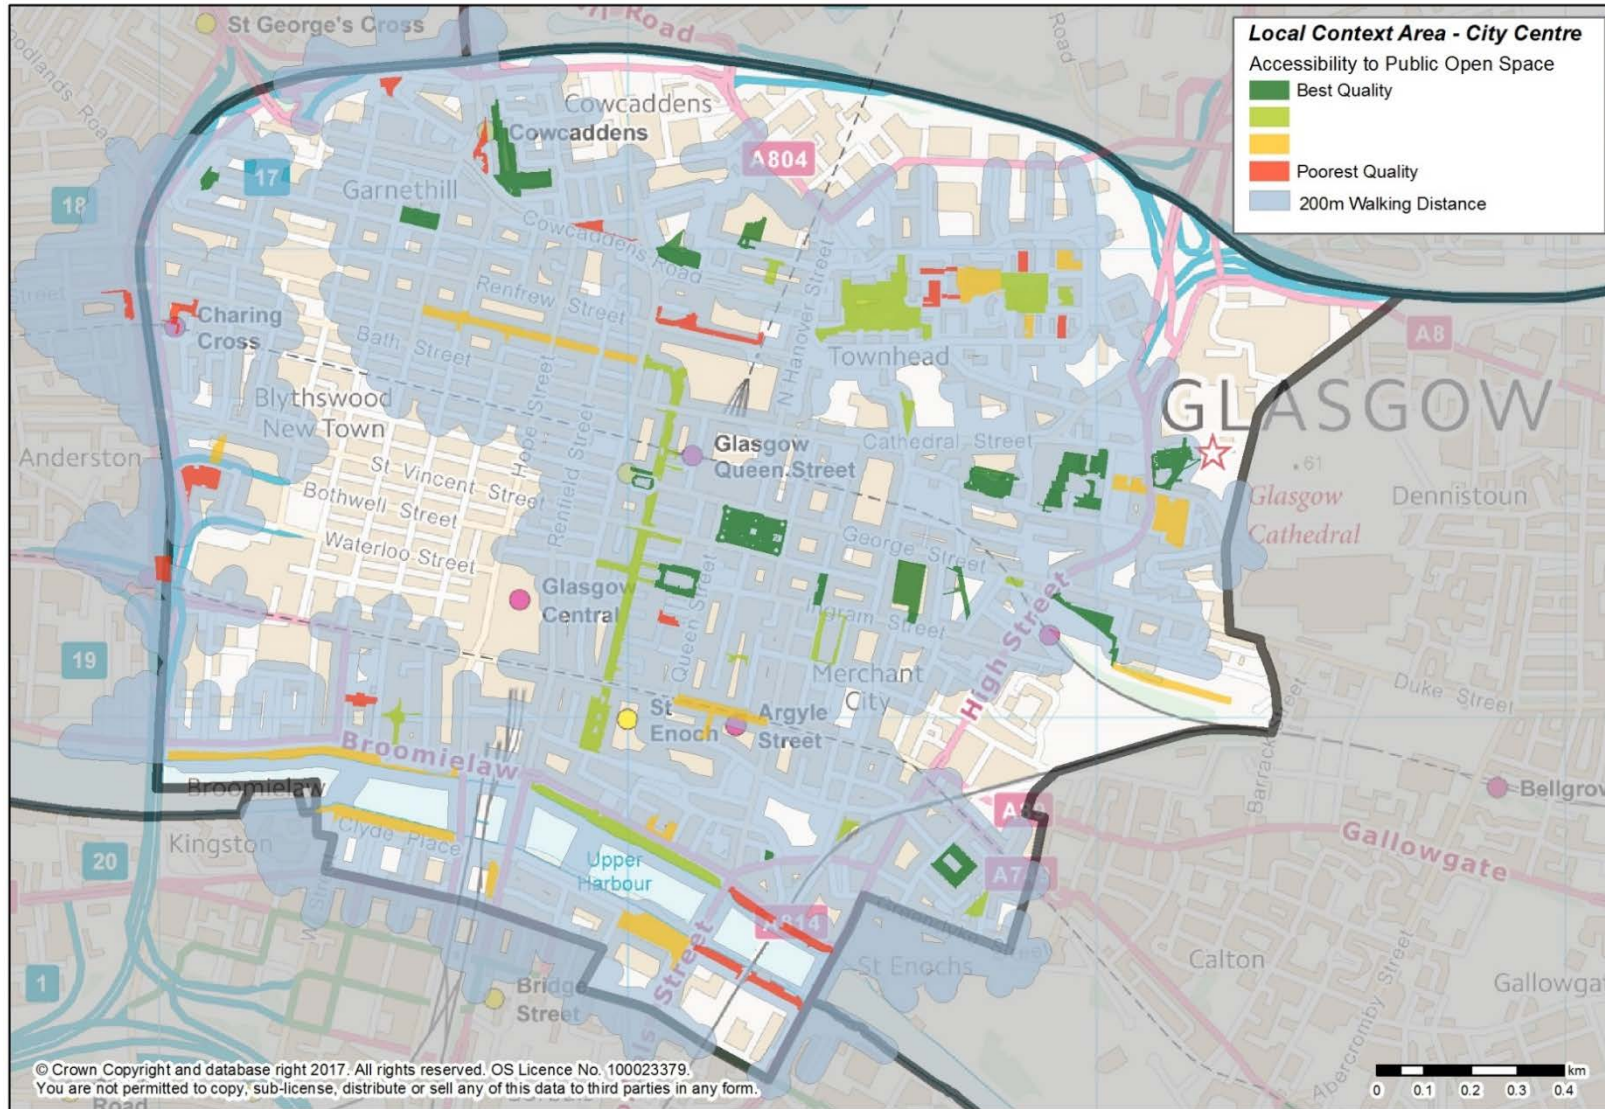 Local Context Area - City Centre
Accessibility to Public Open Space
Best Quality
Poorest Quality
200m Walking Distance
St George's Cross
Road
Road
Cowcaddens
Cowcaddens
A804
17
18
Garnethill
Cowcaddens Road
Renfrew Street
Street
Charing
Cross
Bath Street
N Hanover Street
Townhead
A8
GLASGOW
Blythswood
New Town
Hope Street
Renfield Street
Glasgow
Queen Street
Cathedral Street
Anderston
St Vincent Street
Bothwell Street
Waterloo Street
61
Glasgow
Cathedral
Dennistoun
George Street
Glasgow
Central
Queen Street
Ingram Street
High Street
19
Merchant
City
Duke Street
St
Enoch
Argyle
Street
Broomielaw
Broomielaw
Barrack Street
Bellgrov
Kingston
Clyde Place
20
Upper
Harbour
Gallowgate
A814
St Enochs
Calton
1
Bridge
Street
Street
Gallowga
Abercromby Street
© Crown Copyright and database right 2017. All rights reserved. OS Licence No. 100023379.
You are not permitted to copy, sub-license, distribute or sell any of this data to third parties in any form.
Road
km
0 0.1 0.2 0.3 0.4